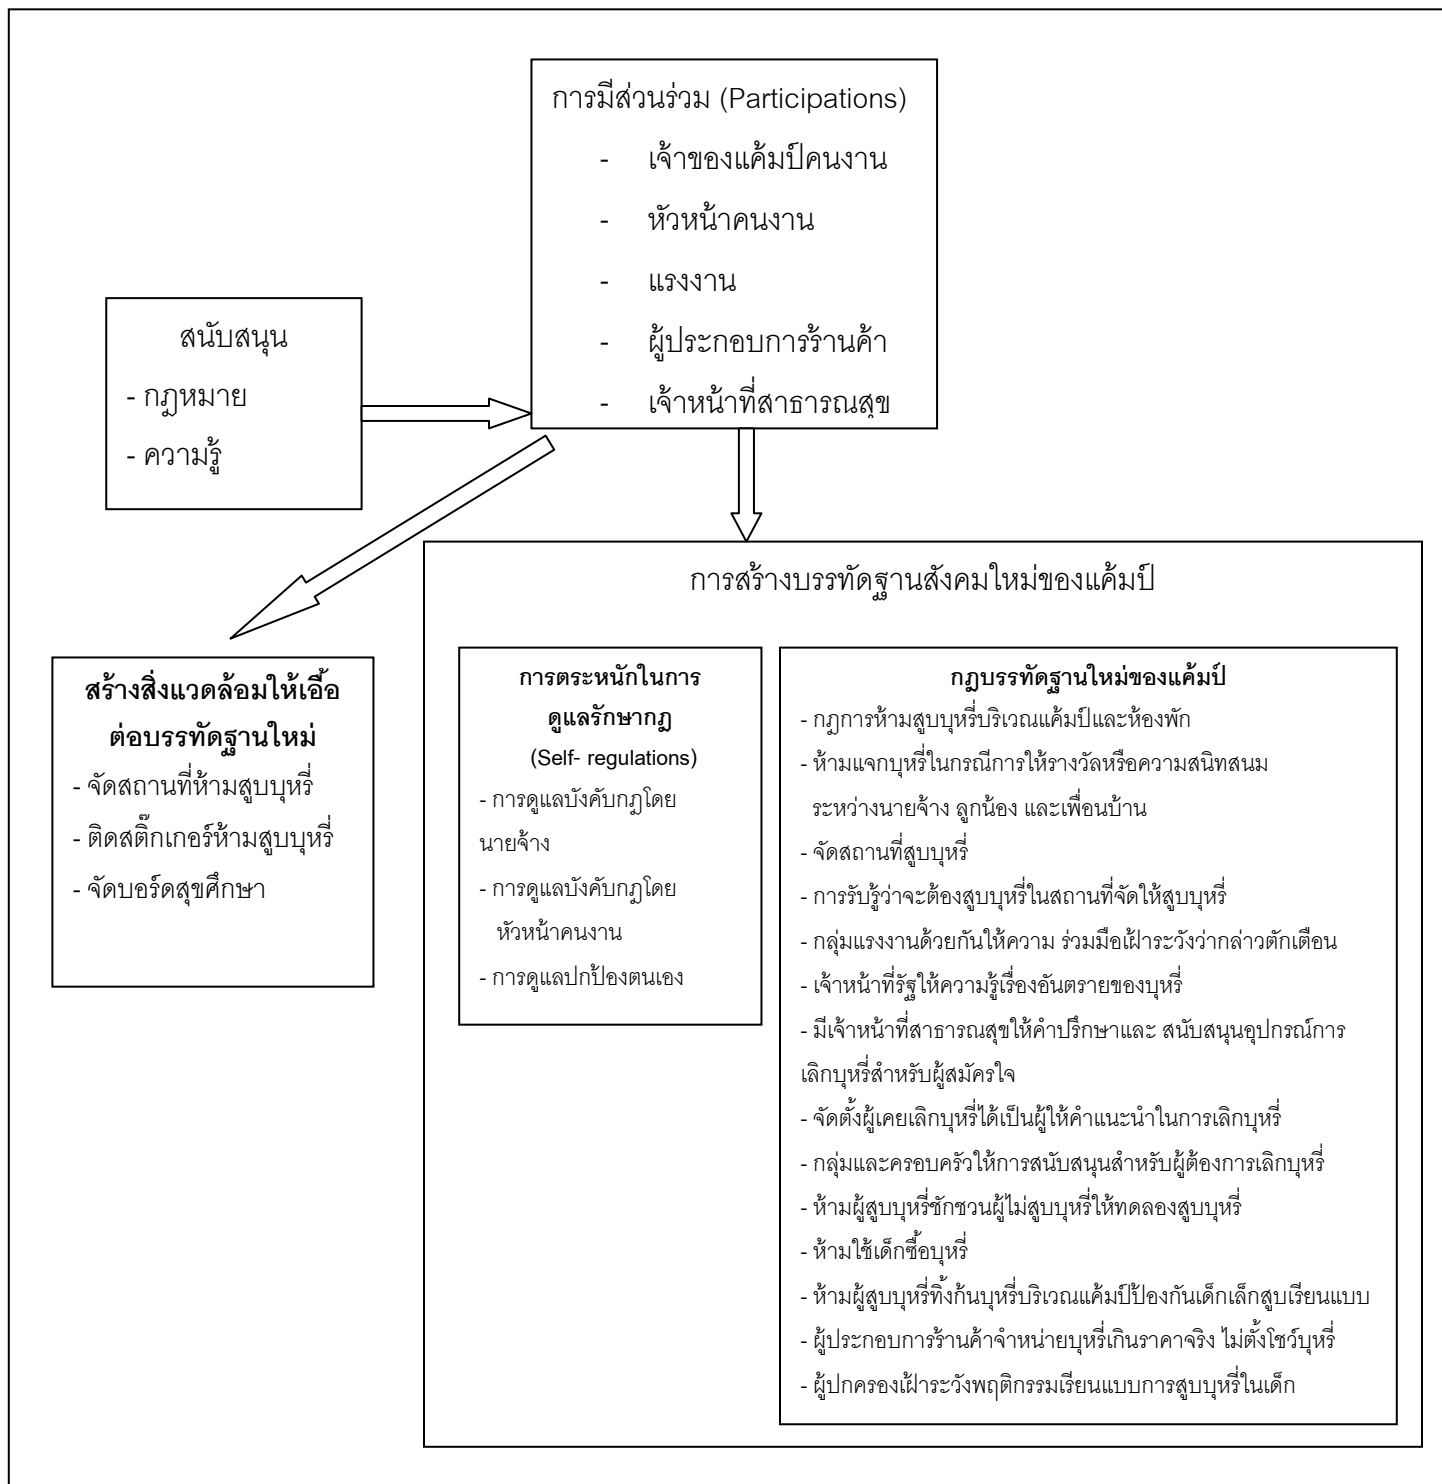 การมีส่วนร่วม (Participations)
- เจ้าของแค้มป์คนงาน
- หัวหน้าคนงาน
- แรงงาน
- ผู้ประกอบการร้านค้า
- เจ้าหน้าที่สาธารณสุข
สนับสนุน
- กฎหมาย
- ความรู้
การสร้างบรรทัดฐานสังคมใหม่ของแค้มป์
สร้างสิ่งแวดล้อมให้เอื้อ
ต่อบรรทัดฐานใหม่
- จัดสถานที่ห้ามสูบบุหรี่
- ติดสติ๊กเกอร์ห้ามสูบบุหรี่
- จัดบอร์ดสุขศึกษา
การตระหนักในการ
ดูแลรักษากฎ
(Self- regulations)
- การดูแลบังคับกฎโดย
นายจ้าง
- การดูแลบังคับกฎโดย
หัวหน้าคนงาน
- การดูแลปกป้องตนเอง
กฎบรรทัดฐานใหม่ของแค้มป์
- กฎการห้ามสูบบุหรี่บริเวณแค้มป์และห้องพัก
- ห้ามแจกบุหรี่ในกรณีการให้รางวัลหรือความสนิทสนม
ระหว่างนายจ้าง ลูกน้อง และเพื่อนบ้าน
- จัดสถานที่สูบบุหรี่
- การรับรู้ว่าจะต้องสูบบุหรี่ในสถานที่จัดให้สูบบุหรี่
- กลุ่มแรงงานด้วยกันให้ความ ร่วมมือเฝ้าระวังว่ากล่าวตักเตือน
- เจ้าหน้าที่รัฐให้ความรู้เรื่องอันตรายของบุหรี่
- มีเจ้าหน้าที่สาธารณสุขให้คำปรึกษาและ สนับสนุนอุปกรณ์การ
เลิกบุหรี่สำหรับผู้สมัครใจ
- จัดตั้งผู้เคยเลิกบุหรี่ได้เป็นผู้ให้คำแนะนำในการเลิกบุหรี่
- กลุ่มและครอบครัวให้การสนับสนุนสำหรับผู้ต้องการเลิกบุหรี่
- ห้ามผู้สูบบุหรี่ชักชวนผู้ไม่สูบบุหรี่ให้ทดลองสูบบุหรี่
- ห้ามใช้เด็กซื้อบุหรี่
- ห้ามผู้สูบบุหรี่ทิ้งก้นบุหรี่บริเวณแค้มป์ป้องกันเด็กเล็กสูบเรียนแบบ
- ผู้ประกอบการร้านค้าจำหน่ายบุหรี่เกินราคาจริง ไม่ตั้งโชว์บุหรี่
- ผู้ปกครองเฝ้าระวังพฤติกรรมเรียนแบบการสูบบุหรี่ในเด็ก